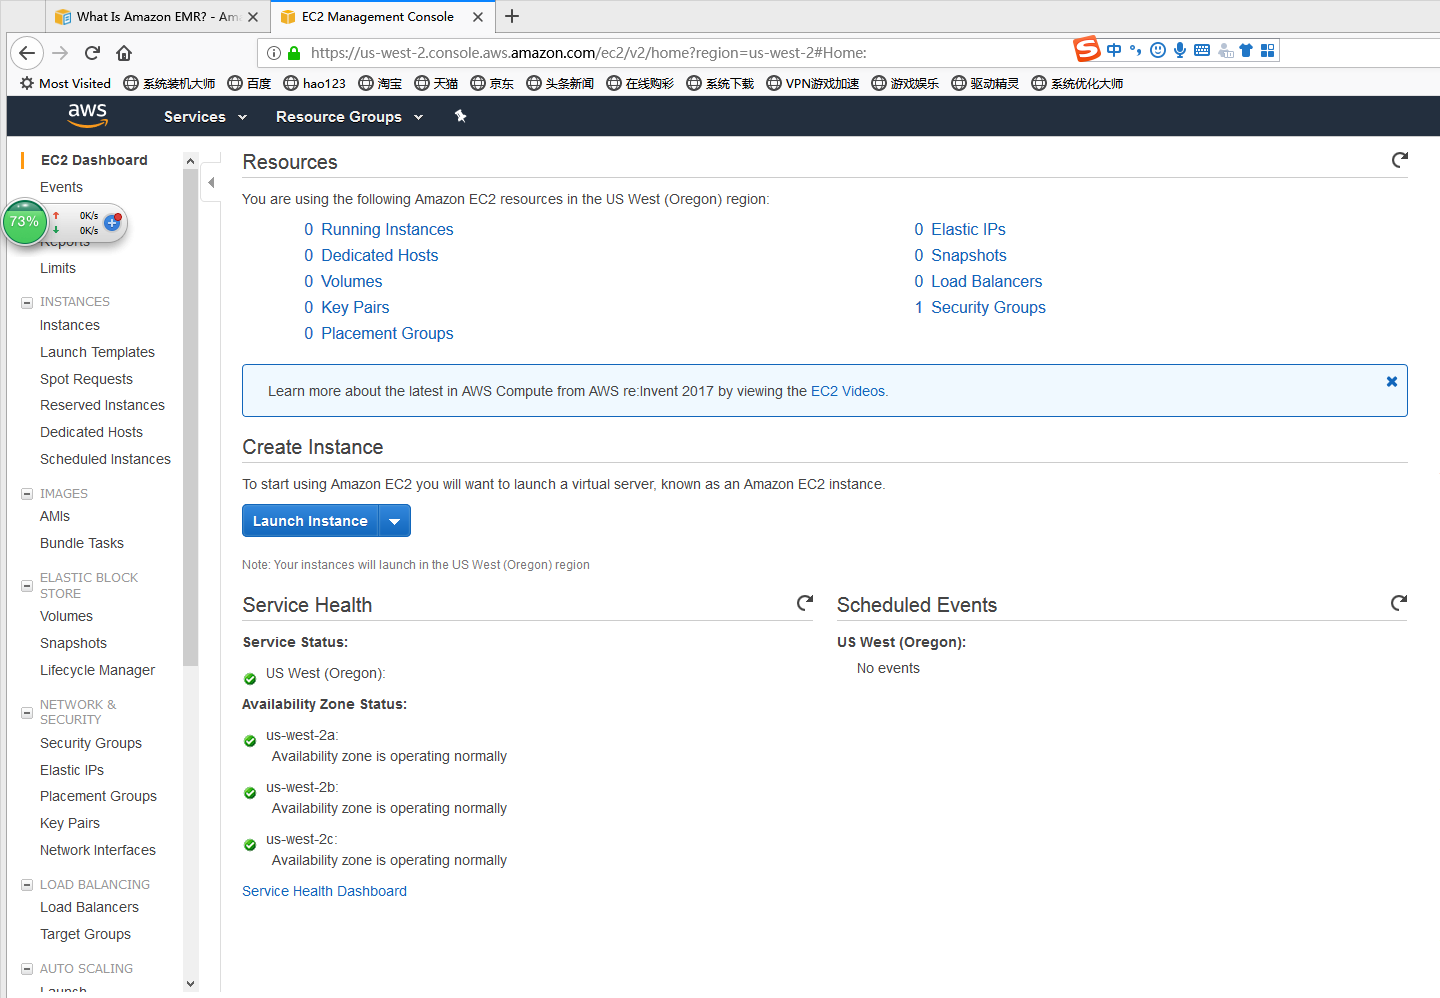 What Is Amazon EMR? - Am
EC2 Management Console
https://us-west-2.console.aws.amazon.com/ec2/v2/home?region=us-west-2#Home:
中
Most Visited
系统装机大师
百度
hao123
淘宝
天猫
京东
头条新闻
在线购彩
系统下载
VPN游戏加速
游戏娱乐
驱动精灵
系统优化大师
aws
Services
Resource Groups
EC2 Dashboard
Events
73%
0K/s
0K/s
Reports
Limits
INSTANCES
Instances
Launch Templates
Spot Requests
Reserved Instances
Dedicated Hosts
Scheduled Instances
IMAGES
AMIs
Bundle Tasks
ELASTIC BLOCK
STORE
Volumes
Snapshots
Lifecycle Manager
NETWORK &
SECURITY
Security Groups
Elastic IPs
Placement Groups
Key Pairs
Network Interfaces
LOAD BALANCING
Load Balancers
Target Groups
AUTO SCALING
Launch
Resources
You are using the following Amazon EC2 resources in the US West (Oregon) region:
0 Running Instances
0 Elastic IPs
0 Dedicated Hosts
0 Snapshots
0 Volumes
0 Load Balancers
0 Key Pairs
1 Security Groups
0 Placement Groups
Learn more about the latest in AWS Compute from AWS re:Invent 2017 by viewing the EC2 Videos.
Create Instance
To start using Amazon EC2 you will want to launch a virtual server, known as an Amazon EC2 instance.
Launch Instance
Note: Your instances will launch in the US West (Oregon) region
Service Health
Service Status:
US West (Oregon):
Availability Zone Status:
us-west-2a:
Availability zone is operating normally
us-west-2b:
Availability zone is operating normally
us-west-2c:
Availability zone is operating normally
Service Health Dashboard
Scheduled Events
US West (Oregon):
No events